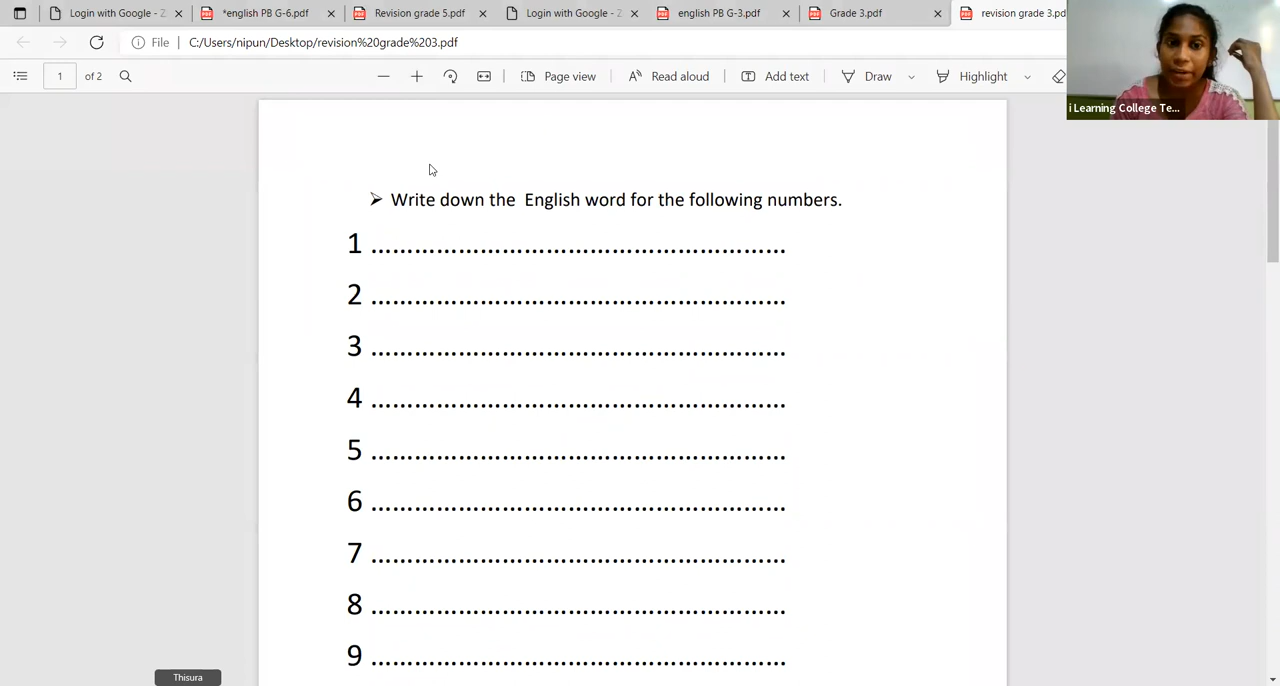 Login with Google - Z
*english PB G-6.pdf
Revision grade 5.pdf
Login with Google - Z
english PB G-3.pdf
Grade 3.pdf
revision grade 3.pd
File C:/Users/nipun/Desktop/revision%20grade%203.pdf
1 of 2 Page view Read aloud Add text Draw Highlight
i Learning College Te...
➢ Write down the English word for the following numbers.
1 ................................................................
2 ................................................................
3 ................................................................
4 ................................................................
5 ................................................................
6 ................................................................
7 ................................................................
8 ................................................................
9 ................................................................
Thisura